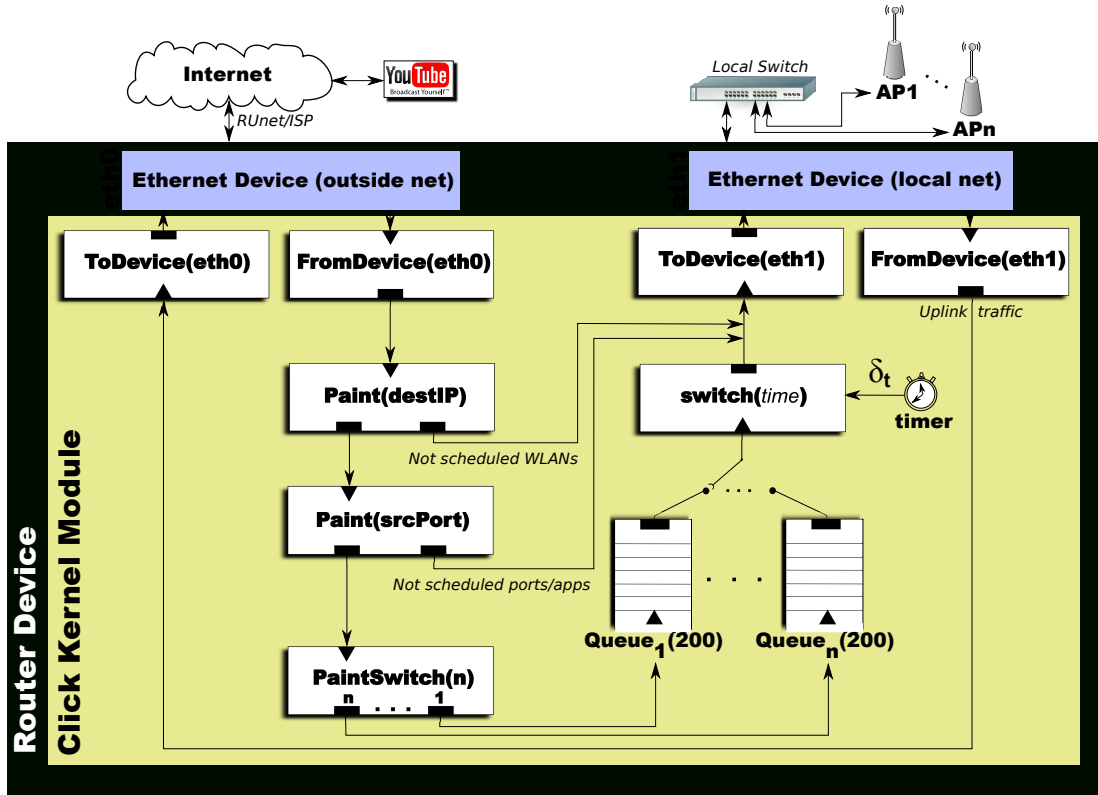 Internet
YouTube
Broadcast Yourself™
RUnet/ISP
Local Switch
AP1
APn
eth0
Ethernet Device (outside net)
eth1
Ethernet Device (local net)
ToDevice(eth0)
FromDevice(eth0)
ToDevice(eth1)
FromDevice(eth1)
Uplink traffic
Paint(destIP)
switch(time)
δt
timer
Not scheduled WLANs
Paint(srcPort)
Not scheduled ports/apps
Queue1(200)
Queuen(200)
PaintSwitch(n)
n . . . 1
Router Device
Click Kernel Module